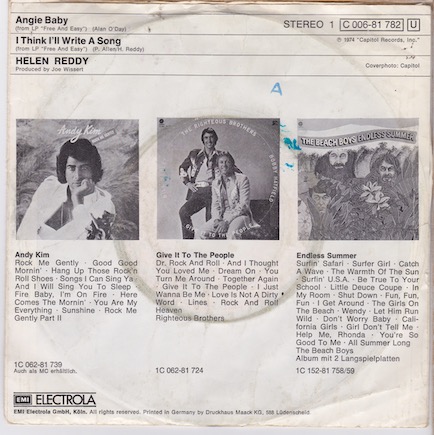 Angie Baby
(from LP "Free And Easy") (Alan O'Day)
STEREO 1 C 006-81 782 U
I Think I'll Write A Song
(from LP "Free And Easy") (P. Allen/H. Reddy)
℗ 1974 "Capitol Records, Inc."
HELEN REDDY
Produced by Joe Wissert
Coverphoto: Capitol
A
Andy Kim
THE RIGHTEOUS BROTHERS
BOBBY HATFIELD
THE BEACH BOYS ENDLESS SUMMER
Andy Kim
Rock Me Gently · Good Good
Mornin' · Hang Up Those Rock'n
Roll Shoes · Songs I Can Sing Ya
And I Will Sing You To Sleep
Fire Baby, I'm On Fire · Here
Comes The Mornin' · You Are My
Everything · Sunshine · Rock Me
Gently Part II
1C 062-81 739
Auch als MC erhältlich.
Give It To The People
Dr. Rock And Roll · And I Thought
You Loved Me · Dream On · You
Turn Me Around · Together Again
· Give It To The People · I Just
Wanna Be Me · Love Is Not A Dirty
Word · Lines · Rock And Roll
Heaven
Righteous Brothers
1C 062-81 724
Endless Summer
Surfin' Safari · Surfer Girl · Catch
A Wave · The Warmth Of The Sun
· Surfin' U.S.A. · Be True To Your
School · Little Deuce Coupe · In
My Room · Shut Down · Fun, Fun,
Fun · I Get Around · The Girls On
The Beach · Wendy · Let Him Run
Wild · Don't Worry Baby · Cali-
fornia Girls · Girl Don't Tell Me ·
Help Me, Rhonda · You're So
Good To Me · All Summer Long
The Beach Boys
Album mit 2 Langspielplatten
1C 152-81 758/59
EMI ELECTROLA
EMI Electrola GmbH, Köln. All rights reserved. Printed in Germany by Druckhaus Maack KG, 588 Lüdenscheid